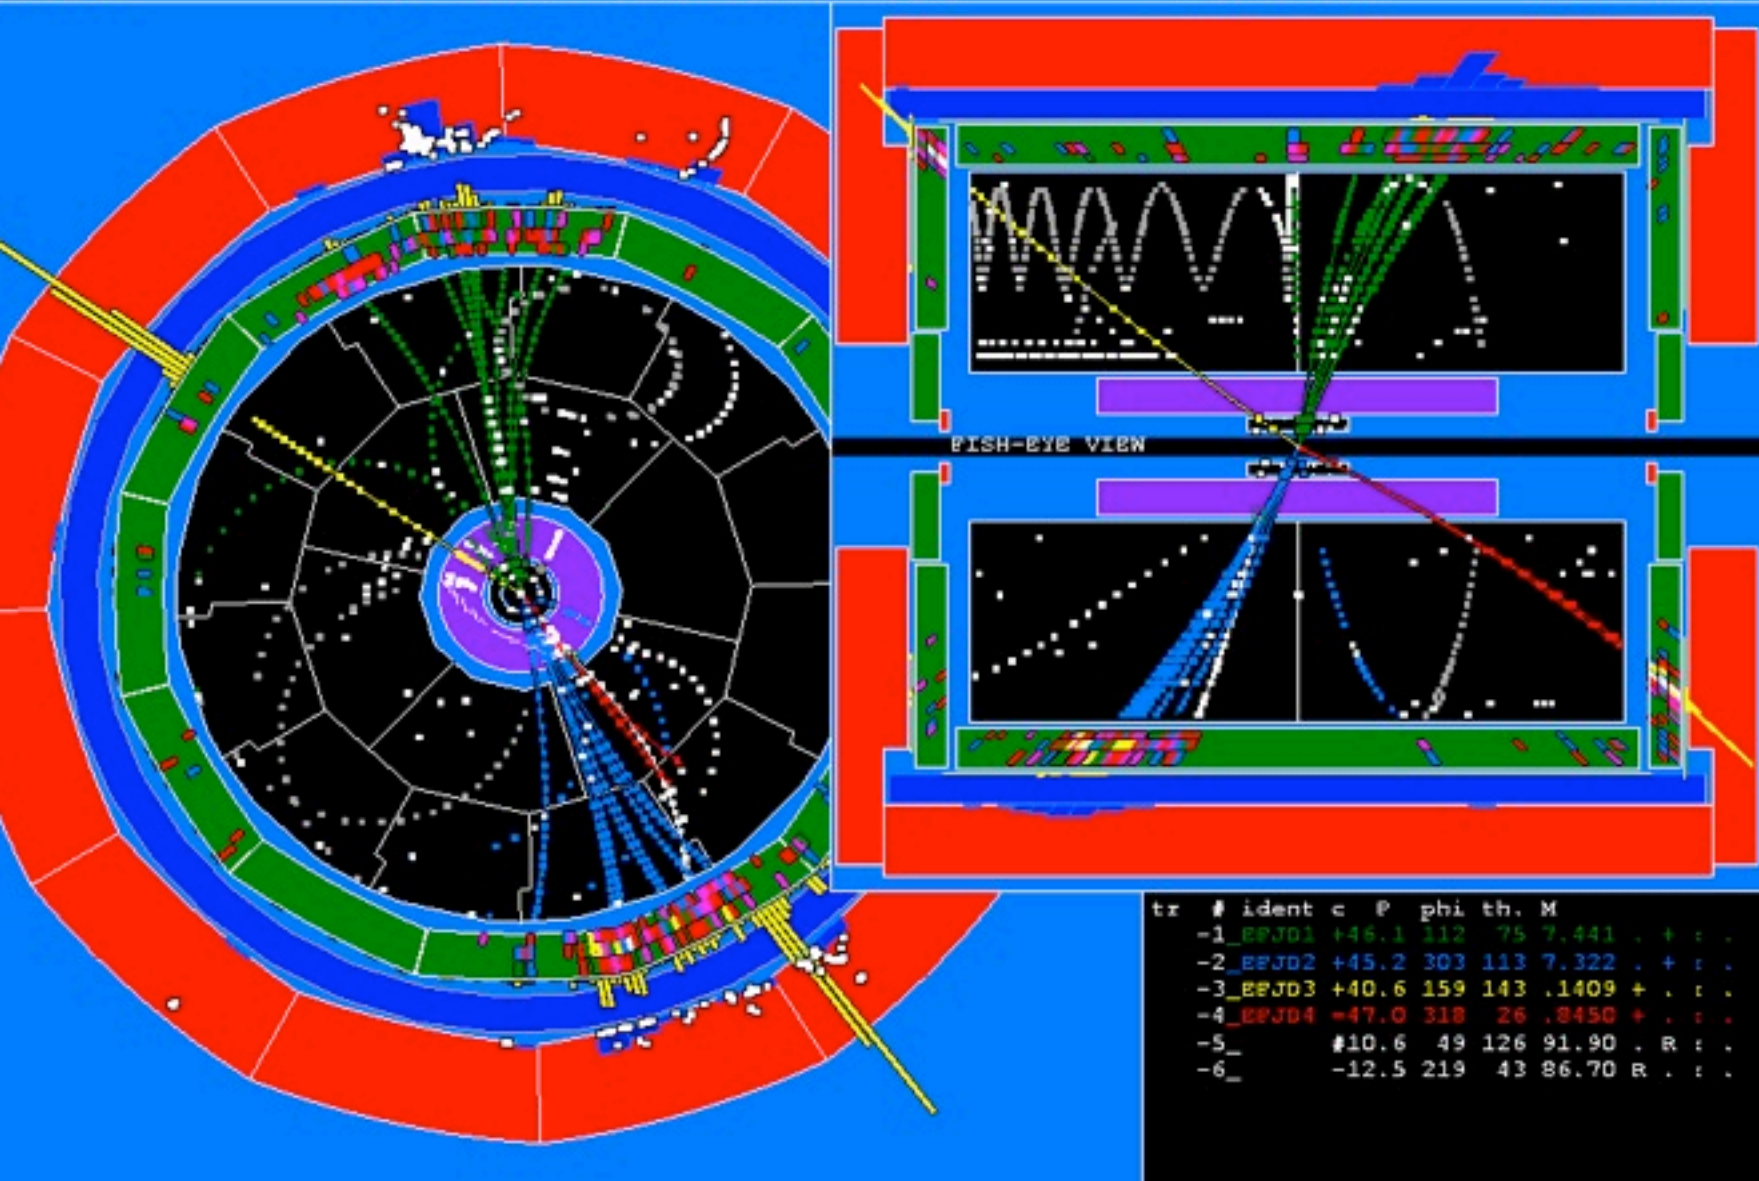 FISH-EYE VIEW
tr # ident c P phi th. M
-1_EFJD1 +46.1 112 75 7.441 . + : .
-2_EFJD2 +45.2 303 113 7.322 . + : .
-3_EFJD3 +40.6 159 143 .1409 + . : .
-4_EFJD4 -47.0 318 26 .8450 + . : .
-5_ #10.6 49 126 91.90 . R : .
-6_ -12.5 219 43 86.70 R . : .